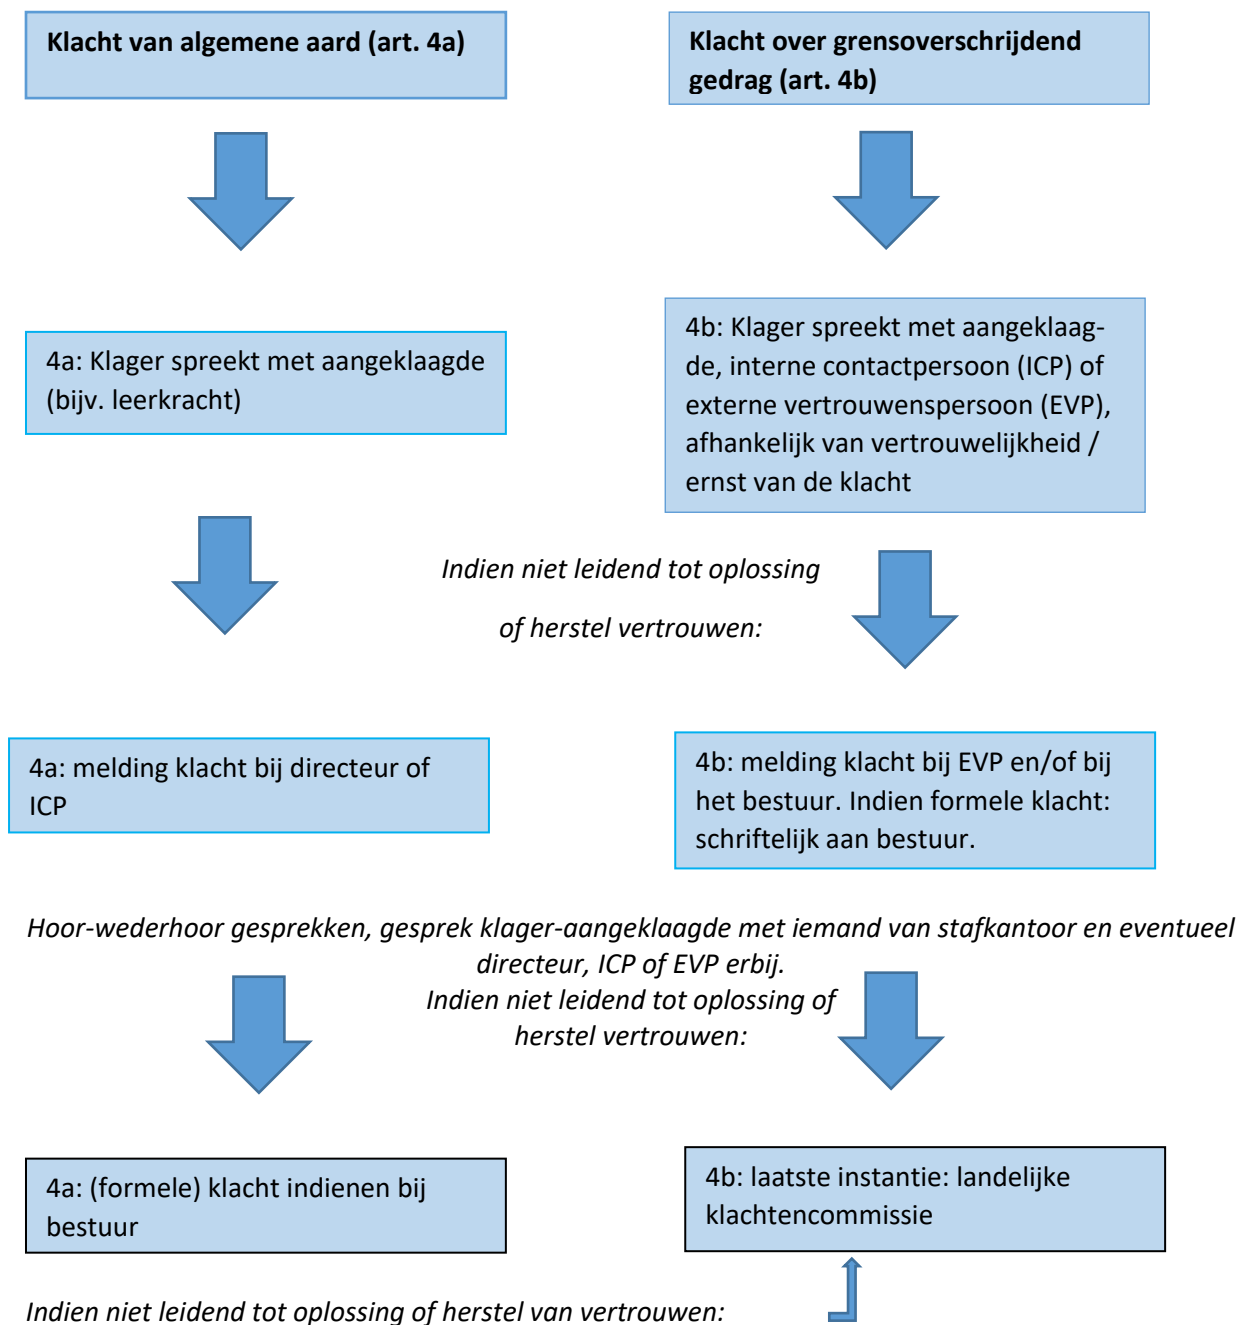 Klacht van algemene aard (art. 4a)
Klacht over grensoverschrijdend
gedrag (art. 4b)
4a: Klager spreekt met aangeklaagde
(bijv. leerkracht)
4b: Klager spreekt met aangeklaag-
de, interne contactpersoon (ICP) of
externe vertrouwenspersoon (EVP),
afhankelijk van vertrouwelijkheid /
ernst van de klacht
Indien niet leidend tot oplossing
of herstel vertrouwen:
4a: melding klacht bij directeur of
ICP
4b: melding klacht bij EVP en/of bij
het bestuur. Indien formele klacht:
schriftelijk aan bestuur.
Hoor-wederhoor gesprekken, gesprek klager-aangeklaagde met iemand van stafkantoor en eventueel
directeur, ICP of EVP erbij.
Indien niet leidend tot oplossing of
herstel vertrouwen:
4a: (formele) klacht indienen bij
bestuur
4b: laatste instantie: landelijke
klachtencommissie
Indien niet leidend tot oplossing of herstel van vertrouwen: